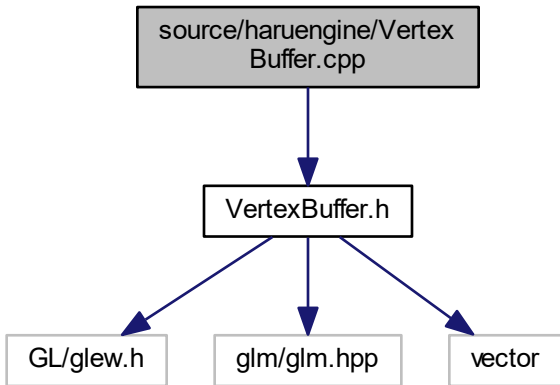 source/haruengine/Vertex
Buffer.cpp
VertexBuffer.h
GL/glew.h
glm/glm.hpp
vector